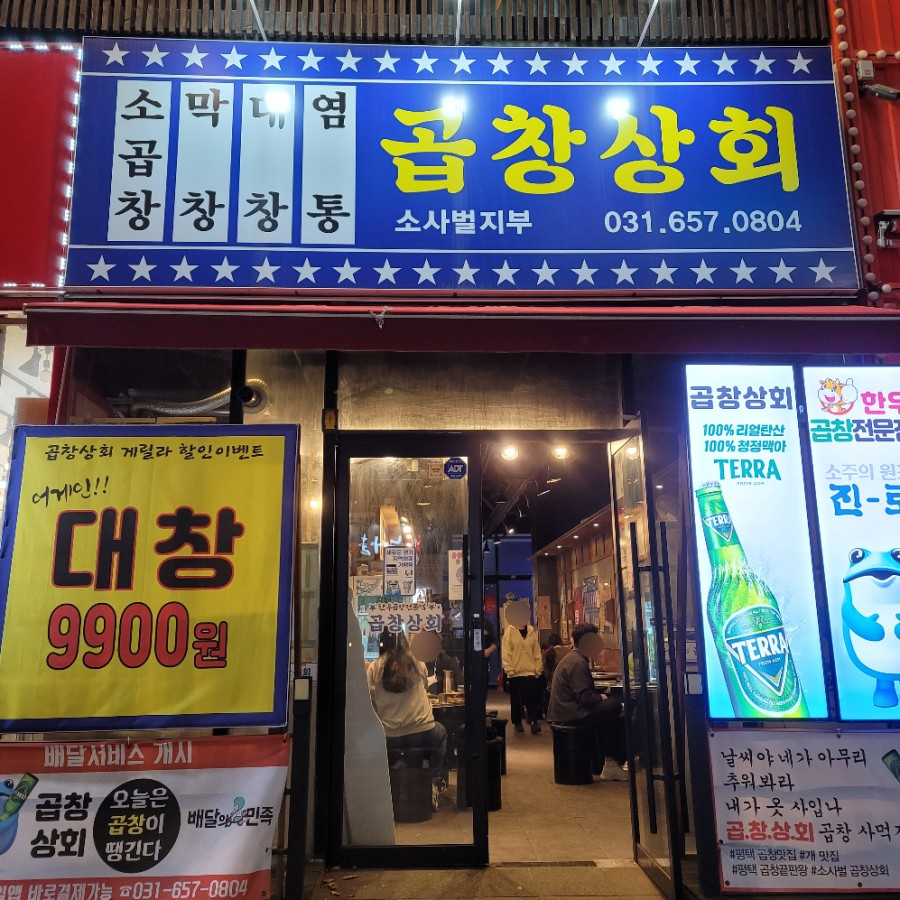 소곱창
막창
대창
염통
곱창상회
소사벌지부 031.657.0804
곱창상회 게릴라 할인이벤트
어게인!!
대창
9900원
배달서비스 개시
곱창상회
오늘은
곱창이
땡긴다
배달의민족
바로결제가능 ☎031-657-0804
ADT
곱창상회
곱창상회
100% 리얼탄산
100% 청정맥아
TERRA
TERRA
TERRA
한우
곱창전문
소주의 원
진-로
날씨야 네가 아무리
추워봐라
내가 옷 사입나
곱.창.상.회 곱창 사먹
#평택 곱창맛집 #개 맛집
#평택 곱창끝판왕 #소사벌 곱창상회